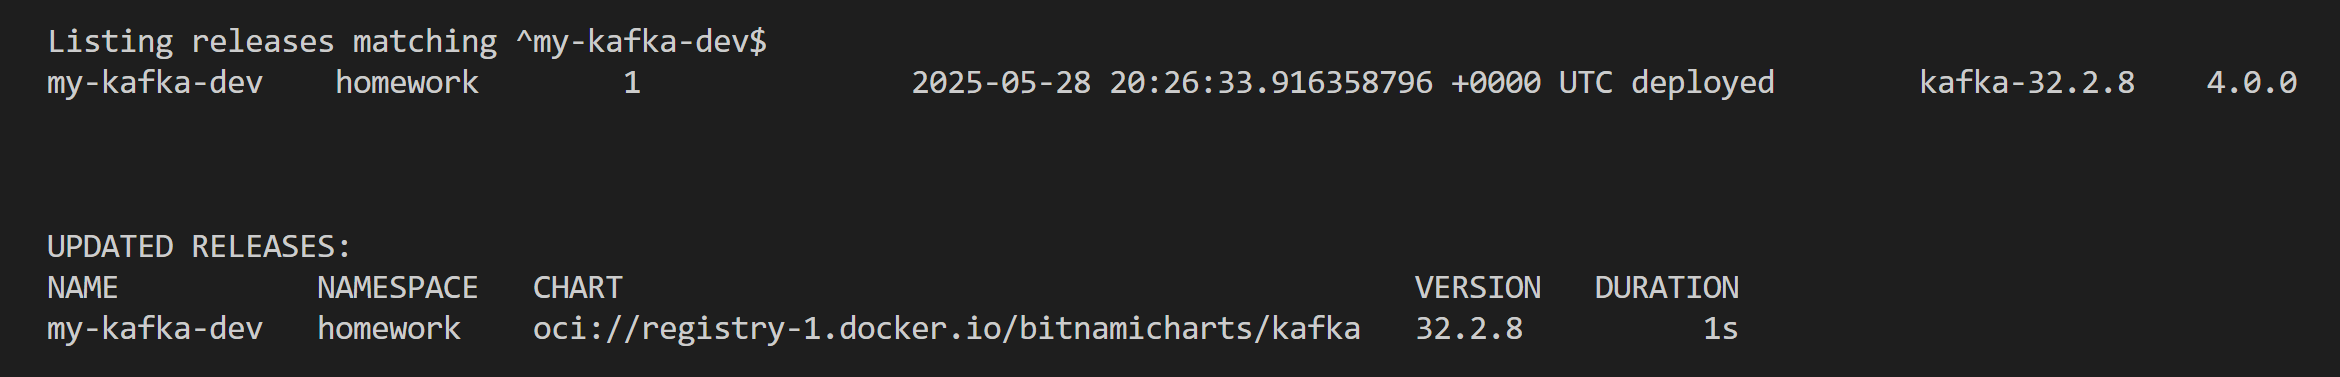 Listing releases matching ^my-kafka-dev$
my-kafka-dev    homework        1               2025-05-28 20:26:33.916358796 +0000 UTC deployed        kafka-32.2.8    4.0.0
UPDATED RELEASES:
NAME           NAMESPACE   CHART                                            VERSION   DURATION
my-kafka-dev   homework    oci://registry-1.docker.io/bitnamicharts/kafka   32.2.8          1s